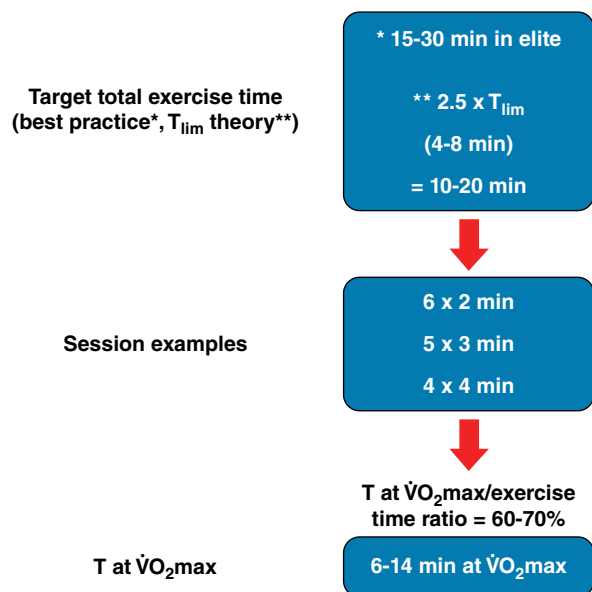 * 15-30 min in elite
Target total exercise time
(best practice*, Tlim theory**)
** 2.5 x Tlim
(4-8 min)
= 10-20 min
6 x 2 min
Session examples
5 x 3 min
4 x 4 min
T at V̇O2max/exercise
time ratio = 60-70%
T at V̇O2max
6-14 min at V̇O2max